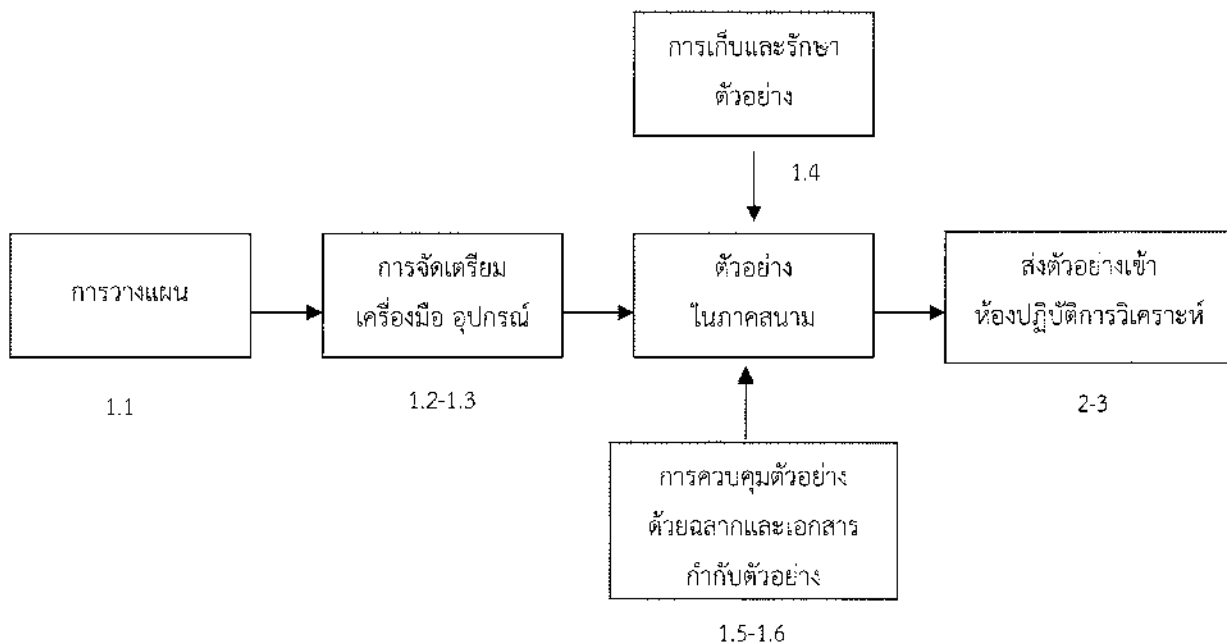 การเก็บและรักษา
ตัวอย่าง
1.4
การวางแผน
1.1
การจัดเตรียม
เครื่องมือ อุปกรณ์
1.2-1.3
ตัวอย่าง
ในภาคสนาม
ส่งตัวอย่างเข้า
ห้องปฏิบัติการวิเคราะห์
2-3
การควบคุมตัวอย่าง
ด้วยฉลากและเอกสาร
กำกับตัวอย่าง
1.5-1.6